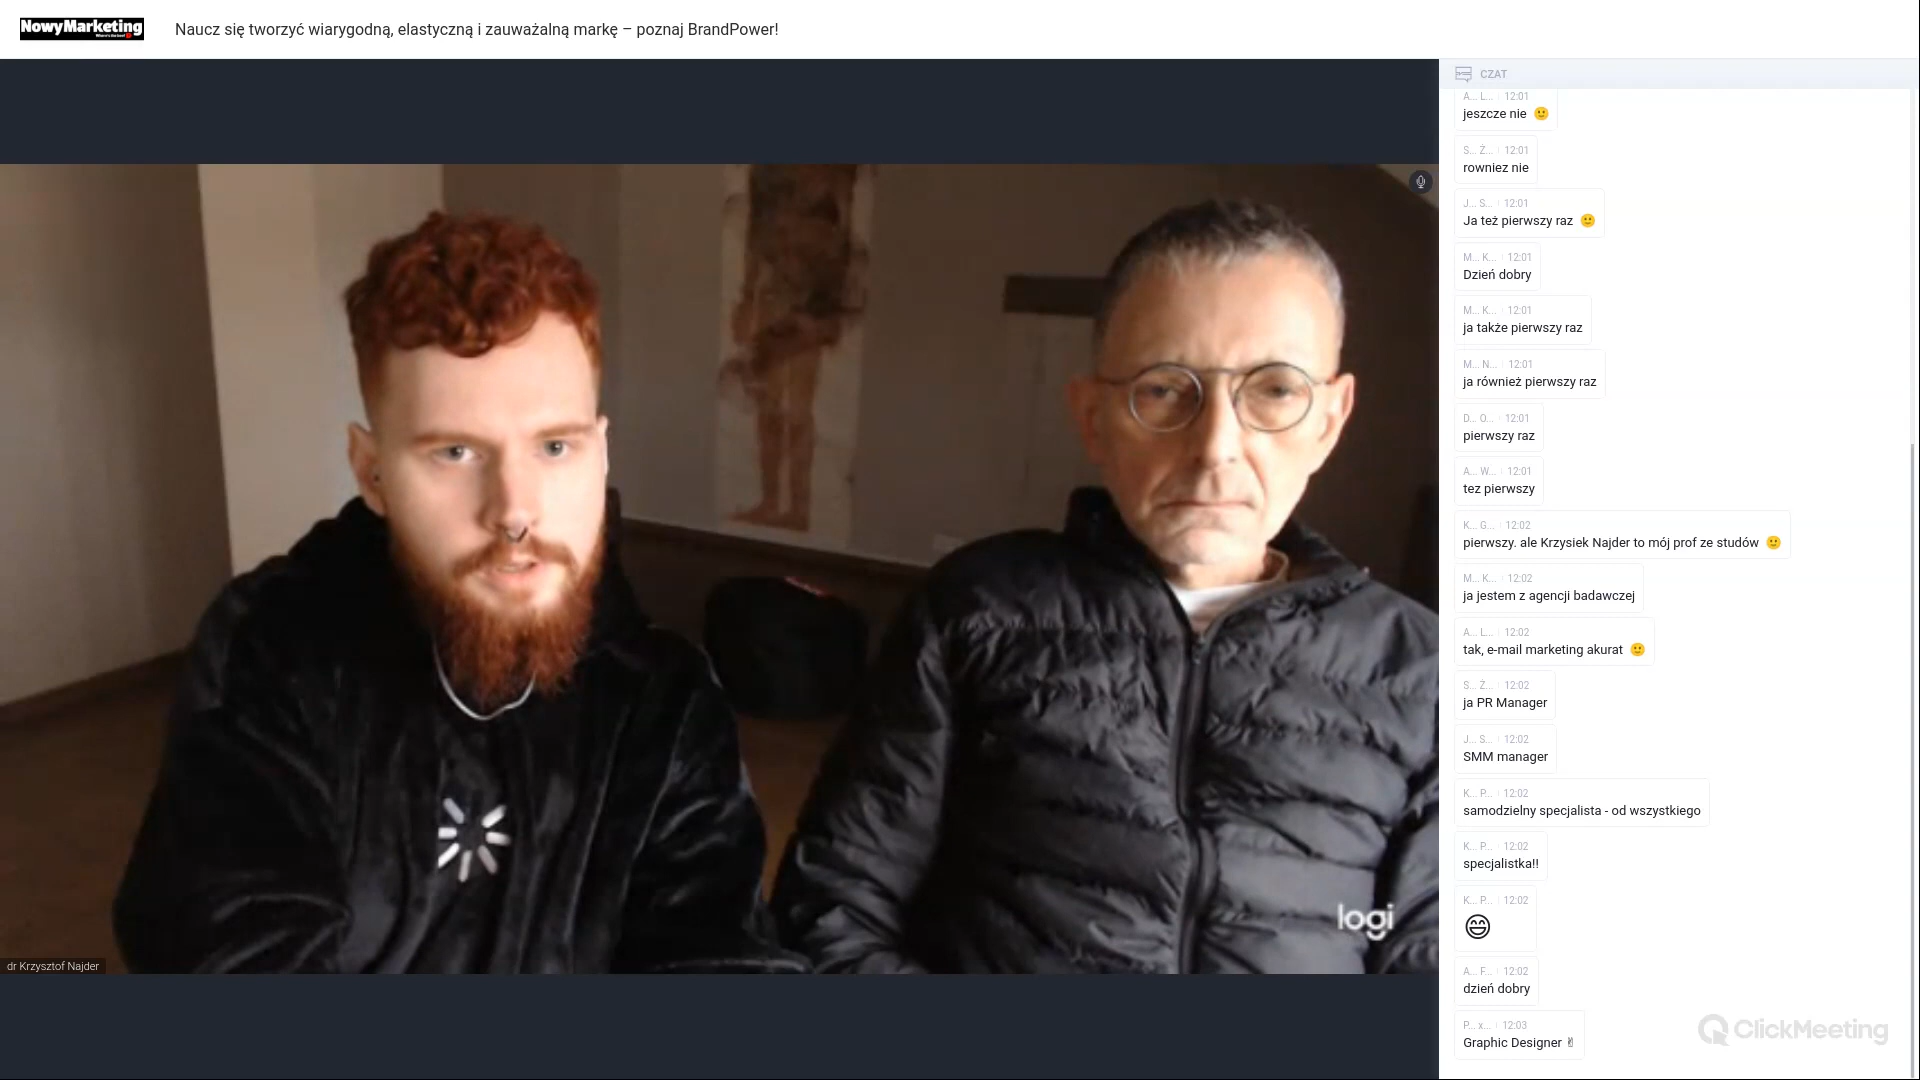 NowyMarketing
Naucz się tworzyć wiarygodną, elastyczną i zauważalną markę – poznaj BrandPower!
CZAT
A... L... 12:01
jeszcze nie 🙂
S... Ż... 12:01
rowniez nie
J... S... 12:01
Ja też pierwszy raz 🙂
M... K... 12:01
Dzień dobry
M... K... 12:01
ja także pierwszy raz
M... N... 12:01
ja również pierwszy raz
D... O... 12:01
pierwszy raz
A... W... 12:01
tez pierwszy
K... G... 12:02
pierwszy. ale Krzysiek Najder to mój prof ze studów 🙂
M... K... 12:02
ja jestem z agencji badawczej
A... L... 12:02
tak, e-mail marketing akurat 🙂
S... Ż... 12:02
ja PR Manager
J... S... 12:02
SMM manager
K... P... 12:02
samodzielny specjalista - od wszystkiego
K... P... 12:02
specjalistka!!
K... P... 12:02
😄
A... F... 12:02
dzień dobry
P... x... 12:03
Graphic Designer ✌
logi
dr Krzysztof Najder
ClickMeeting